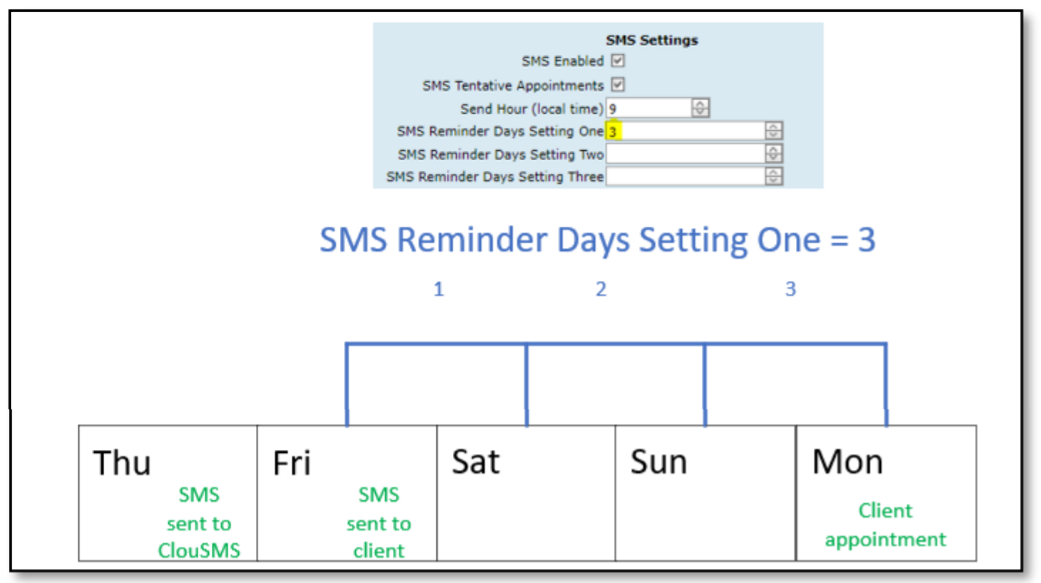 SMS Settings
SMS Enabled
SMS Tentative Appointments
Send Hour (local time) 9
SMS Reminder Days Setting One 3
SMS Reminder Days Setting Two
SMS Reminder Days Setting Three
SMS Reminder Days Setting One = 3
1 2 3
Thu Fri Sat Sun Mon
SMS sent to ClouSMS
SMS sent to client
Client appointment